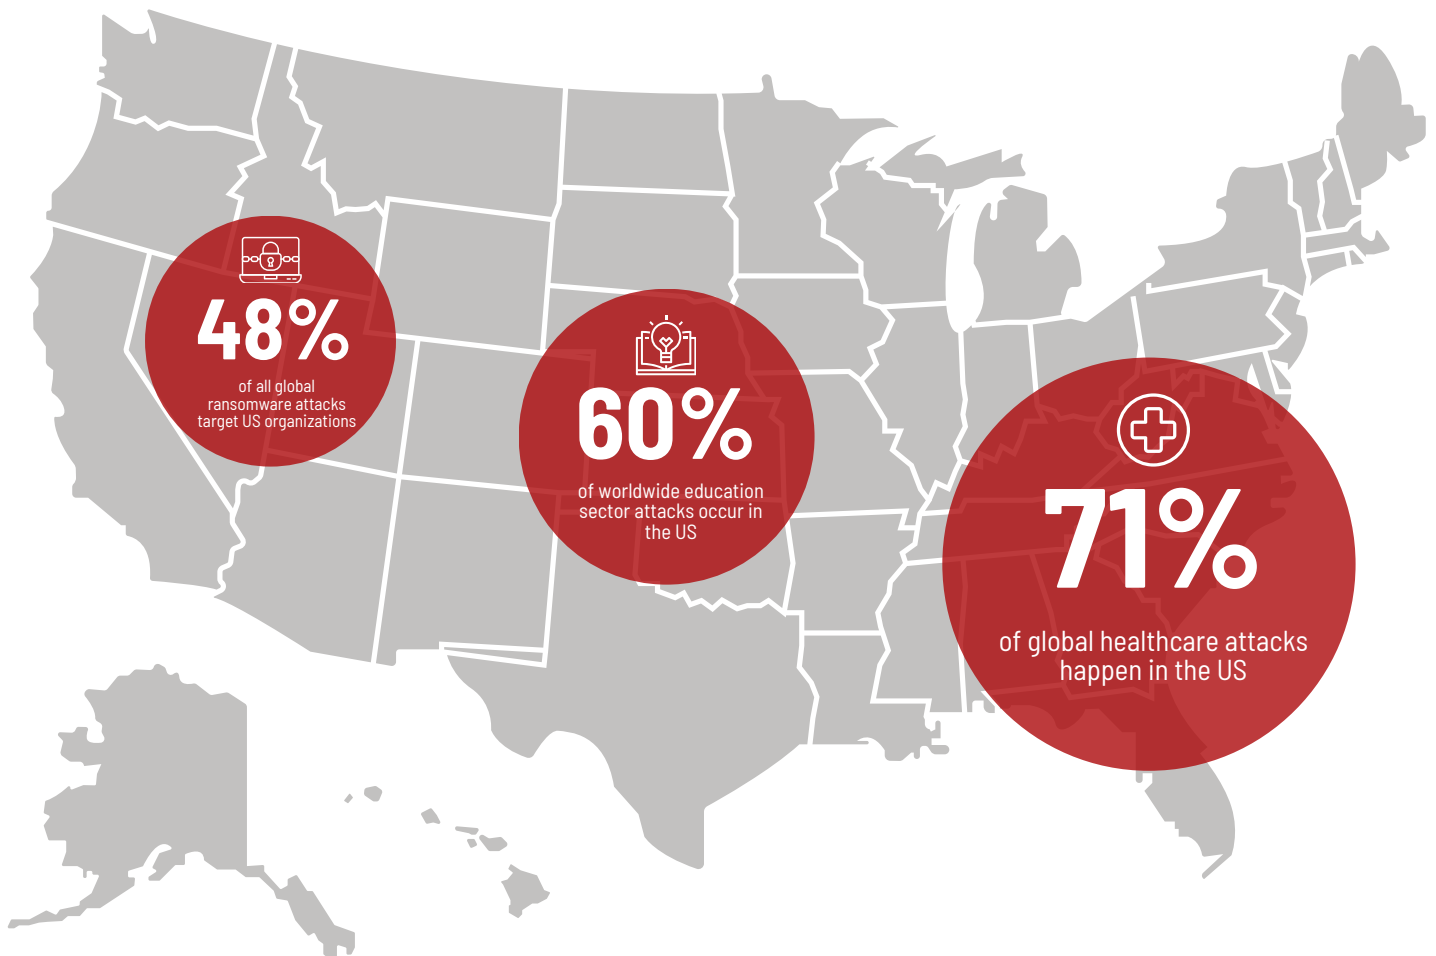 48%
of all global
ransomware attacks
target US organizations
60%
of worldwide education
sector attacks occur in
the US
71%
of global healthcare attacks
happen in the US